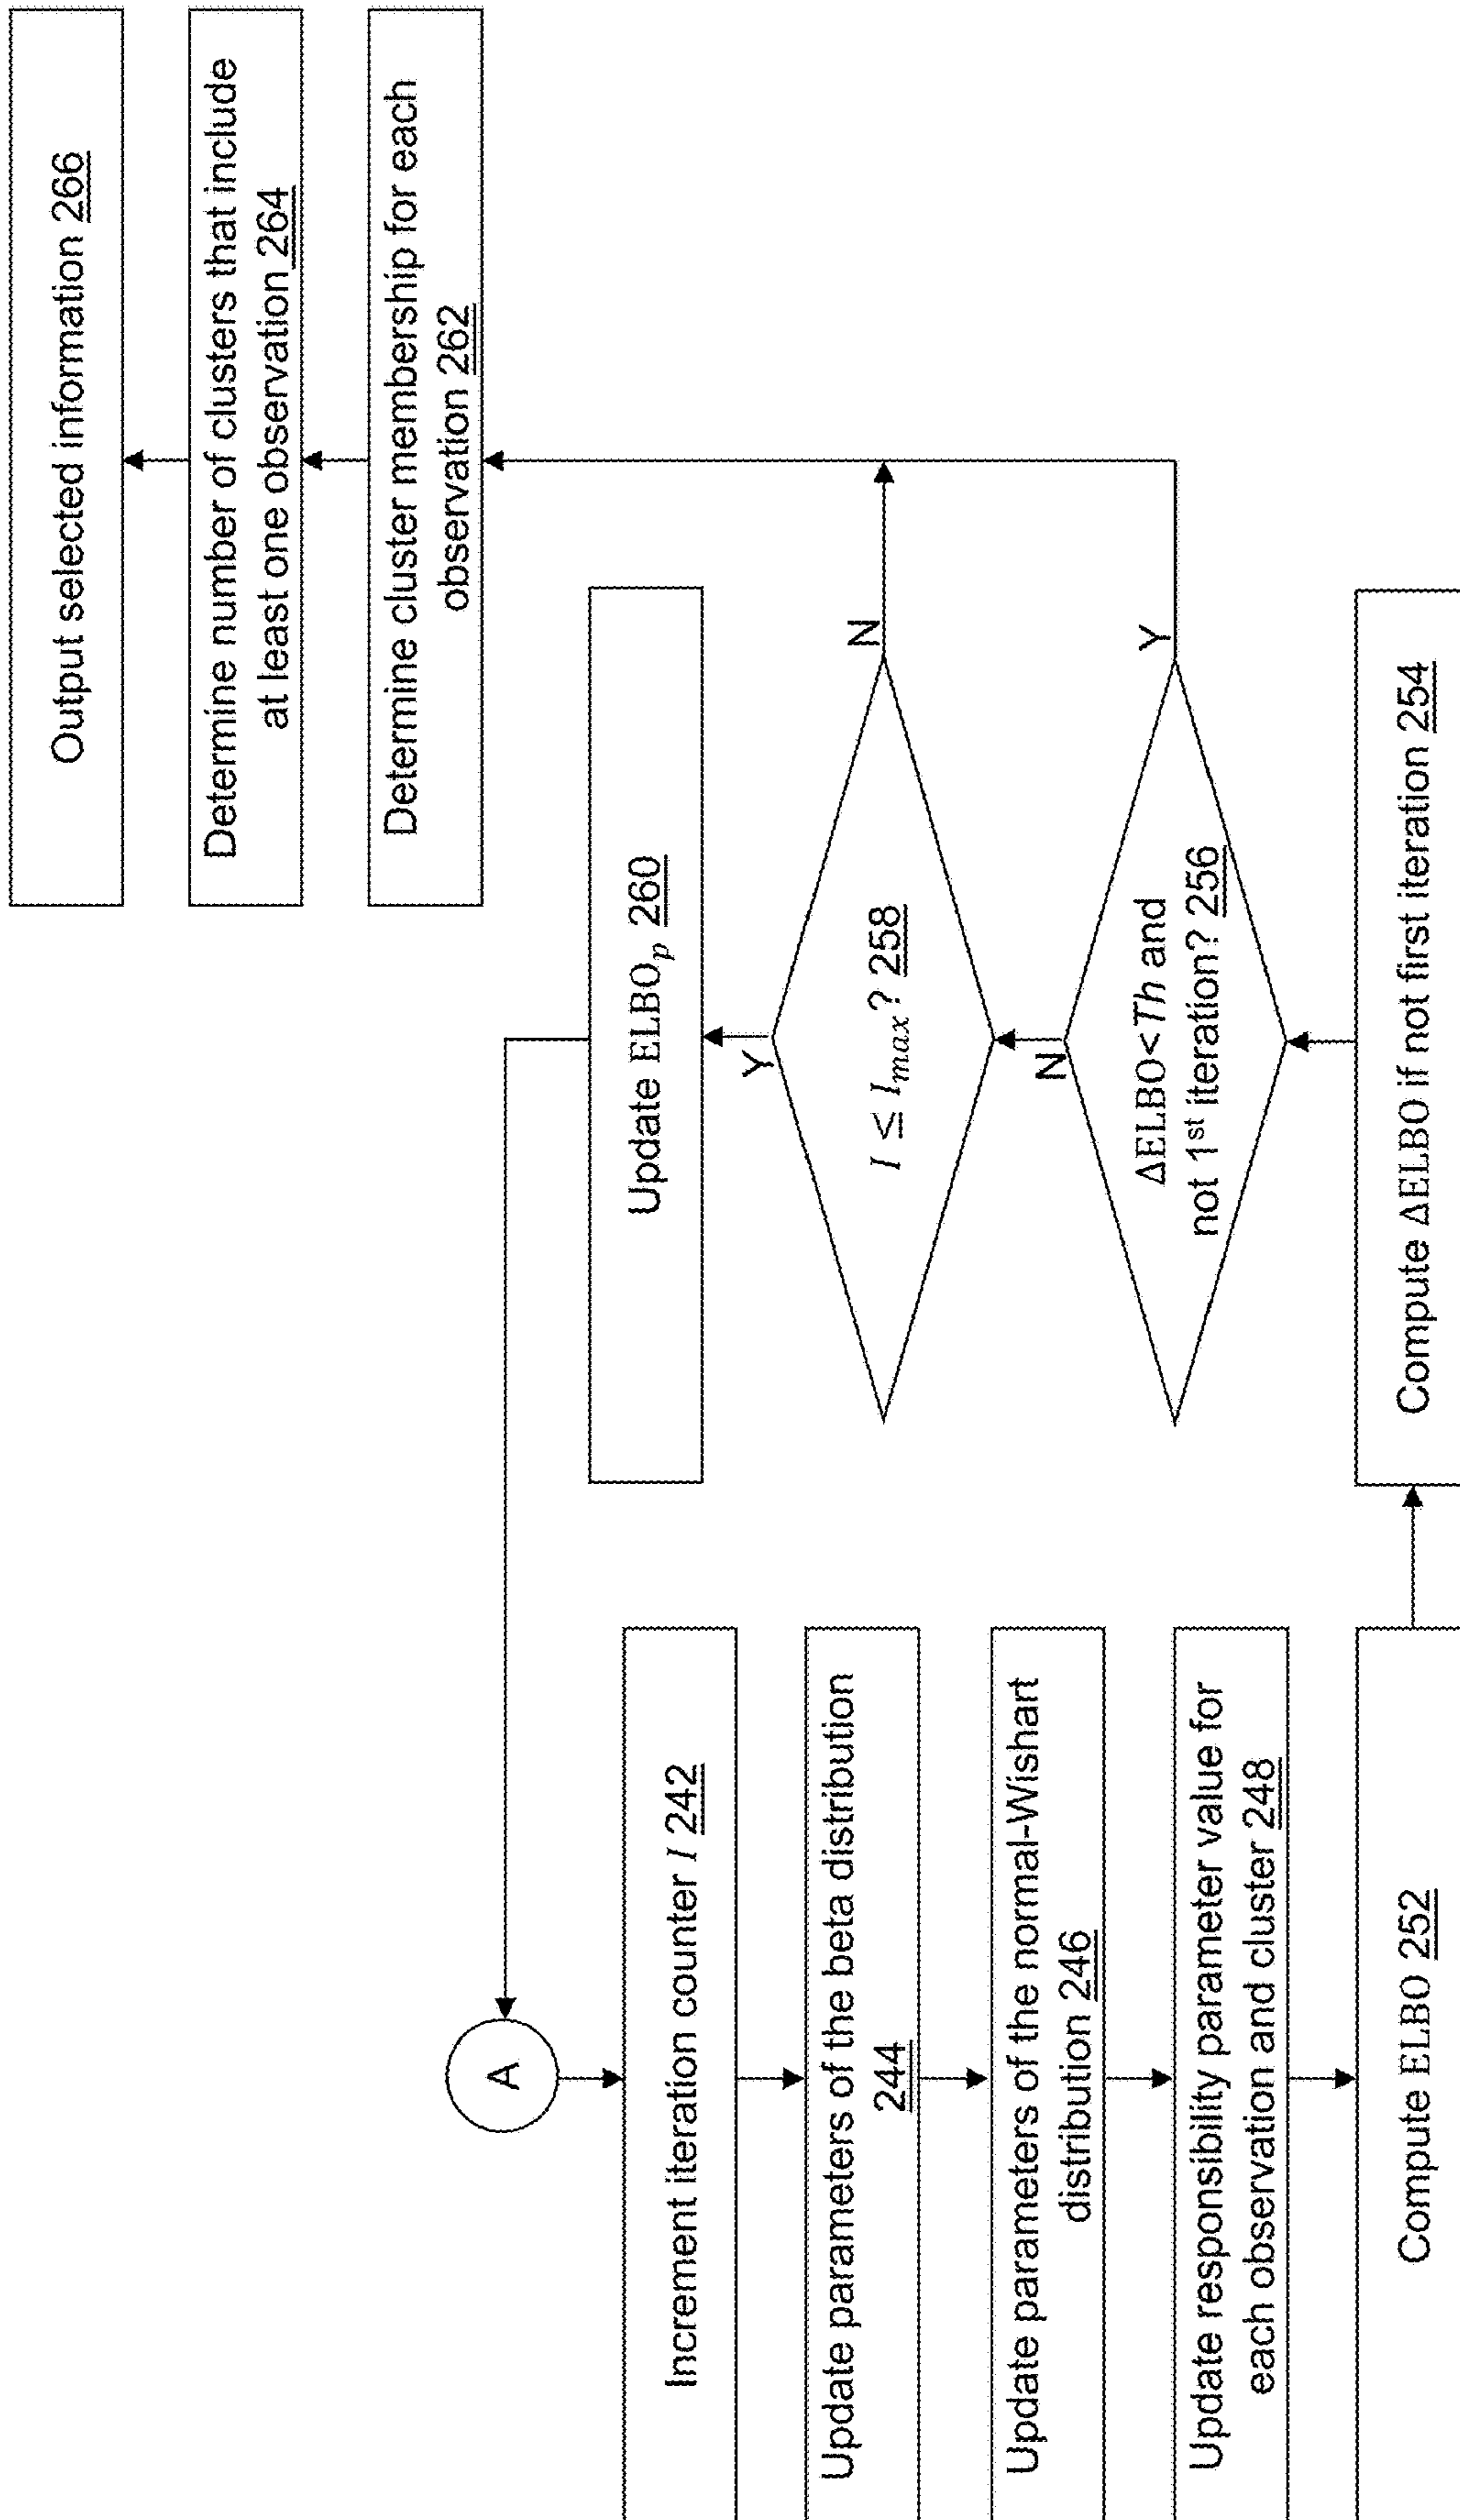 A
Increment iteration counter I 242
Update parameters of the beta distribution
244
Update parameters of the normal-Wishart
distribution 246
Update responsibility parameter value for
each observation and cluster 248
Compute ELBO 252
Compute ΔELBO if not first iteration 254
ΔELBO<Th and
not 1st iteration? 256
N
Y
I ≤ Imax? 258
Y
N
Update ELBOp 260
Determine cluster membership for each
observation 262
Determine number of clusters that include
at least one observation 264
Output selected information 266